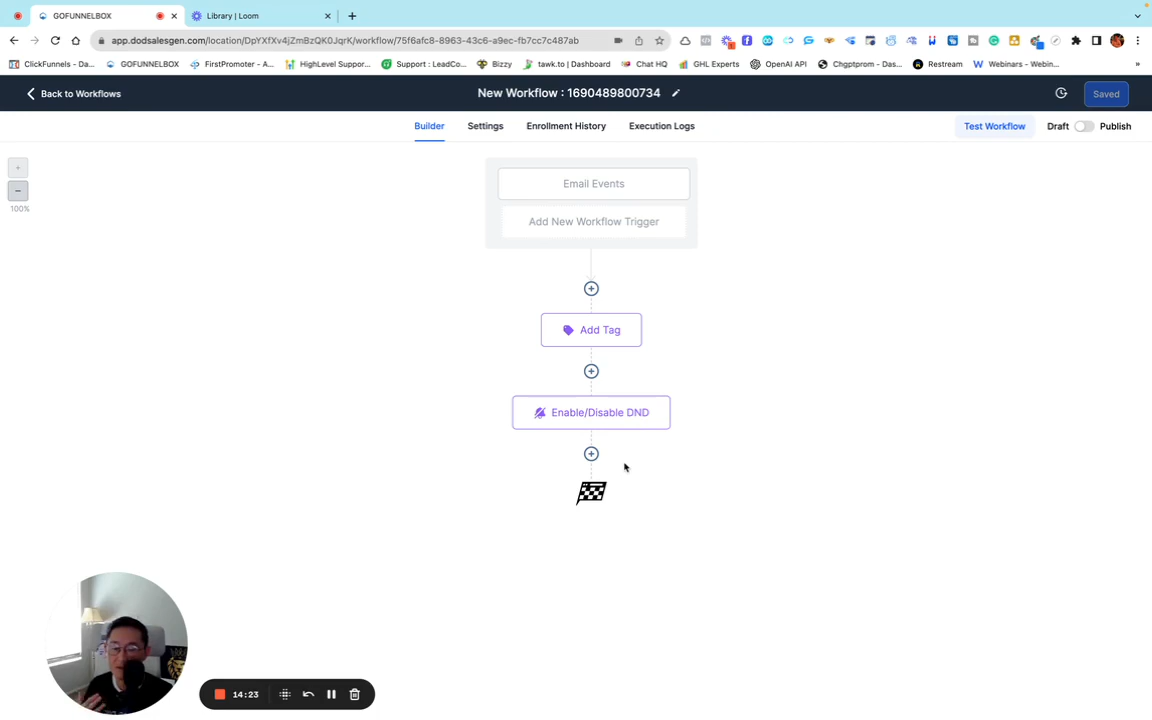 GOFUNNELBOX
Library | Loom
app.dodsalesgen.com/location/DpYXfXv4jZmBzQK0JqrK/workflow/75f6afc8-8963-43c6-a9ec-fb7cc7c487ab
ClickFunnels - Da...
GOFUNNELBOX
FirstPromoter - A...
HighLevel Suppor...
Support : LeadCo...
Bizzy
tawk.to | Dashboard
Chat HQ
GHL Experts
OpenAI API
Chgptprom - Das...
Restream
Webinars - Webin...
Back to Workflows
New Workflow : 1690489800734
Saved
Builder
Settings
Enrollment History
Execution Logs
Test Workflow
Draft
Publish
100%
Email Events
Add New Workflow Trigger
Add Tag
Enable/Disable DND
14:23